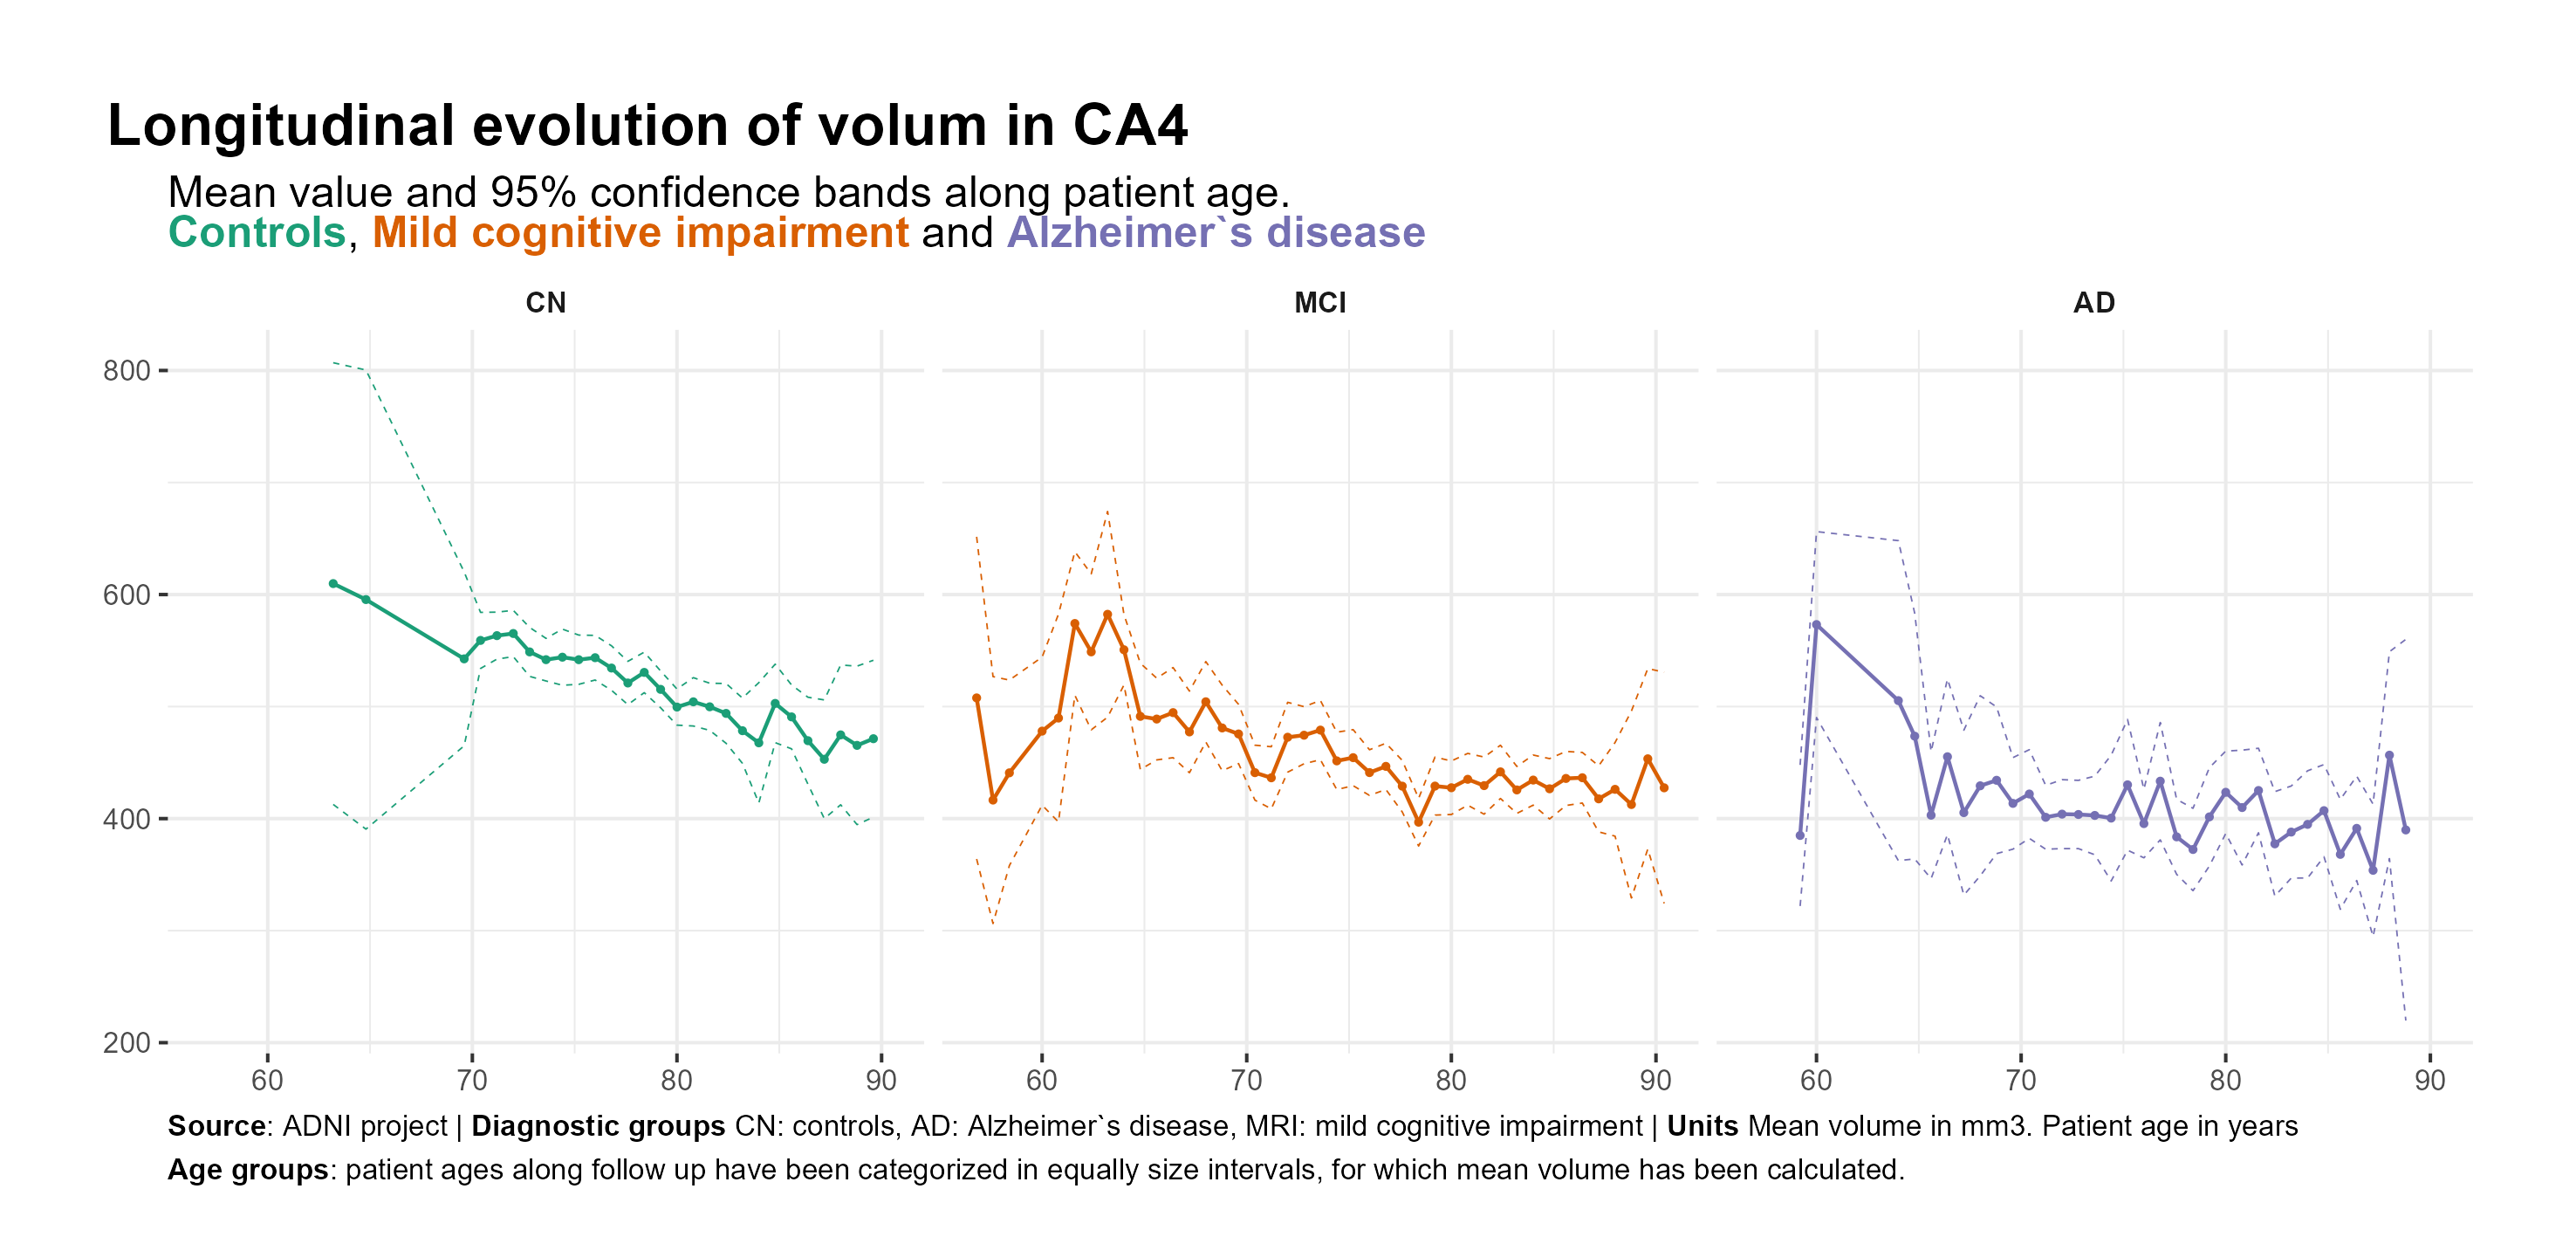 Longitudinal evolution of volum in CA4
Mean value and 95% confidence bands along patient age.
Controls, Mild cognitive impairment and Alzheimer`s disease
CN MCI AD
800
600
400
200
60 70 80 90 60 70 80 90 60 70 80 90
Source: ADNI project | Diagnostic groups CN: controls, AD: Alzheimer`s disease, MRI: mild cognitive impairment | Units Mean volume in mm3. Patient age in years
Age groups: patient ages along follow up have been categorized in equally size intervals, for which mean volume has been calculated.